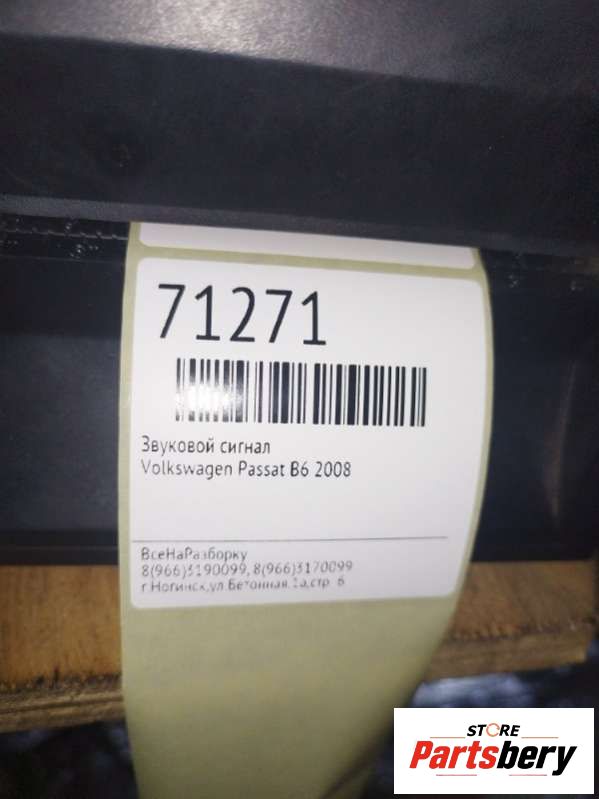 71271
Звуковой сигнал
Volkswagen Passat B6 2008
ВсеНаРазборку
8(966)3190099, 8(966)3170099
г.Ногинск,ул.Бетонная,1а,стр. 6
STORE
Partsbery